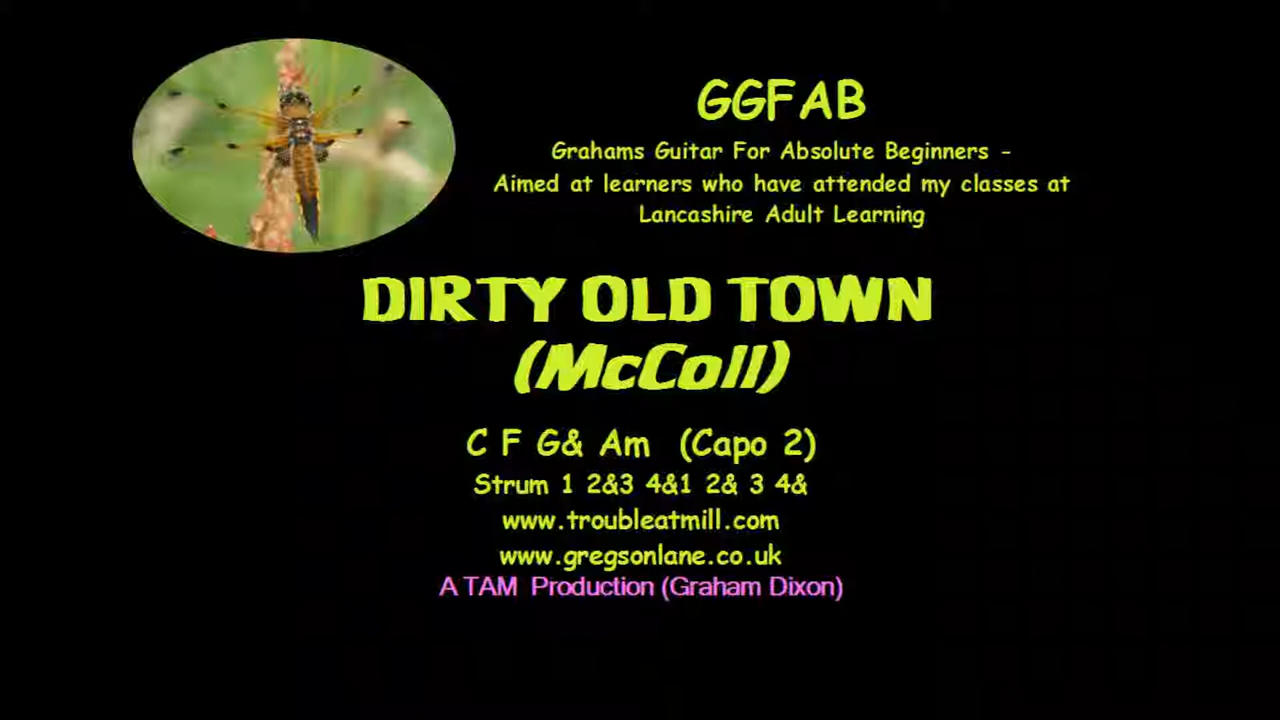 GGFAB
Grahams Guitar For Absolute Beginners -
Aimed at learners who have attended my classes at
Lancashire Adult Learning
DIRTY OLD TOWN
(McColl)
C F G& Am (Capo 2)
Strum 1 2&3 4&1 2& 3 4&
www.troubleatmill.com
www.gregsonlane.co.uk
A TAM Production (Graham Dixon)